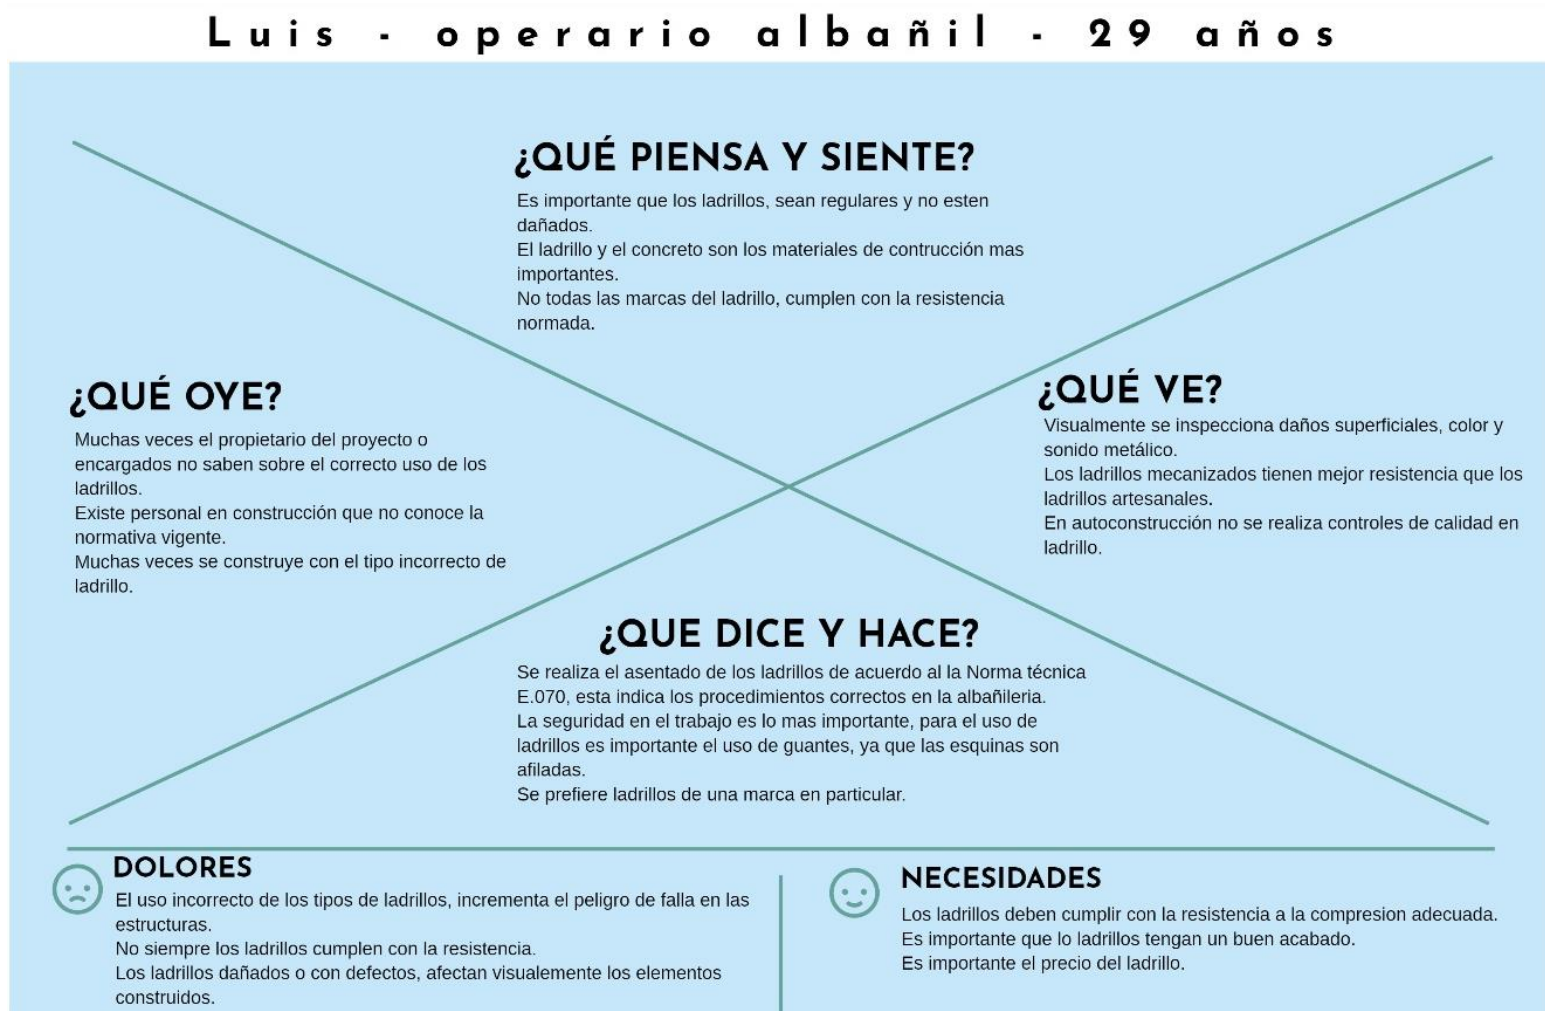 Luis - operario albañil - 29 años
¿QUÉ PIENSA Y SIENTE?
Es importante que los ladrillos, sean regulares y no esten
dañados.
El ladrillo y el concreto son los materiales de contrucción mas
importantes.
No todas las marcas del ladrillo, cumplen con la resistencia
normada.
¿QUÉ OYE?
Muchas veces el propietario del proyecto o
encargados no saben sobre el correcto uso de los
ladrillos.
Existe personal en construcción que no conoce la
normativa vigente.
Muchas veces se construye con el tipo incorrecto de
ladrillo.
¿QUÉ VE?
Visualmente se inspecciona daños superficiales, color y
sonido metálico.
Los ladrillos mecanizados tienen mejor resistencia que los
ladrillos artesanales.
En autoconstrucción no se realiza controles de calidad en
ladrillo.
¿QUE DICE Y HACE?
Se realiza el asentado de los ladrillos de acuerdo al la Norma técnica
E.070, esta indica los procedimientos correctos en la albañileria.
La seguridad en el trabajo es lo mas importante, para el uso de
ladrillos es importante el uso de guantes, ya que las esquinas son
afiladas.
Se prefiere ladrillos de una marca en particular.
DOLORES
El uso incorrecto de los tipos de ladrillos, incrementa el peligro de falla en las
estructuras.
No siempre los ladrillos cumplen con la resistencia.
Los ladrillos dañados o con defectos, afectan visualemente los elementos
construidos.
NECESIDADES
Los ladrillos deben cumplir con la resistencia a la compresion adecuada.
Es importante que lo ladrillos tengan un buen acabado.
Es importante el precio del ladrillo.